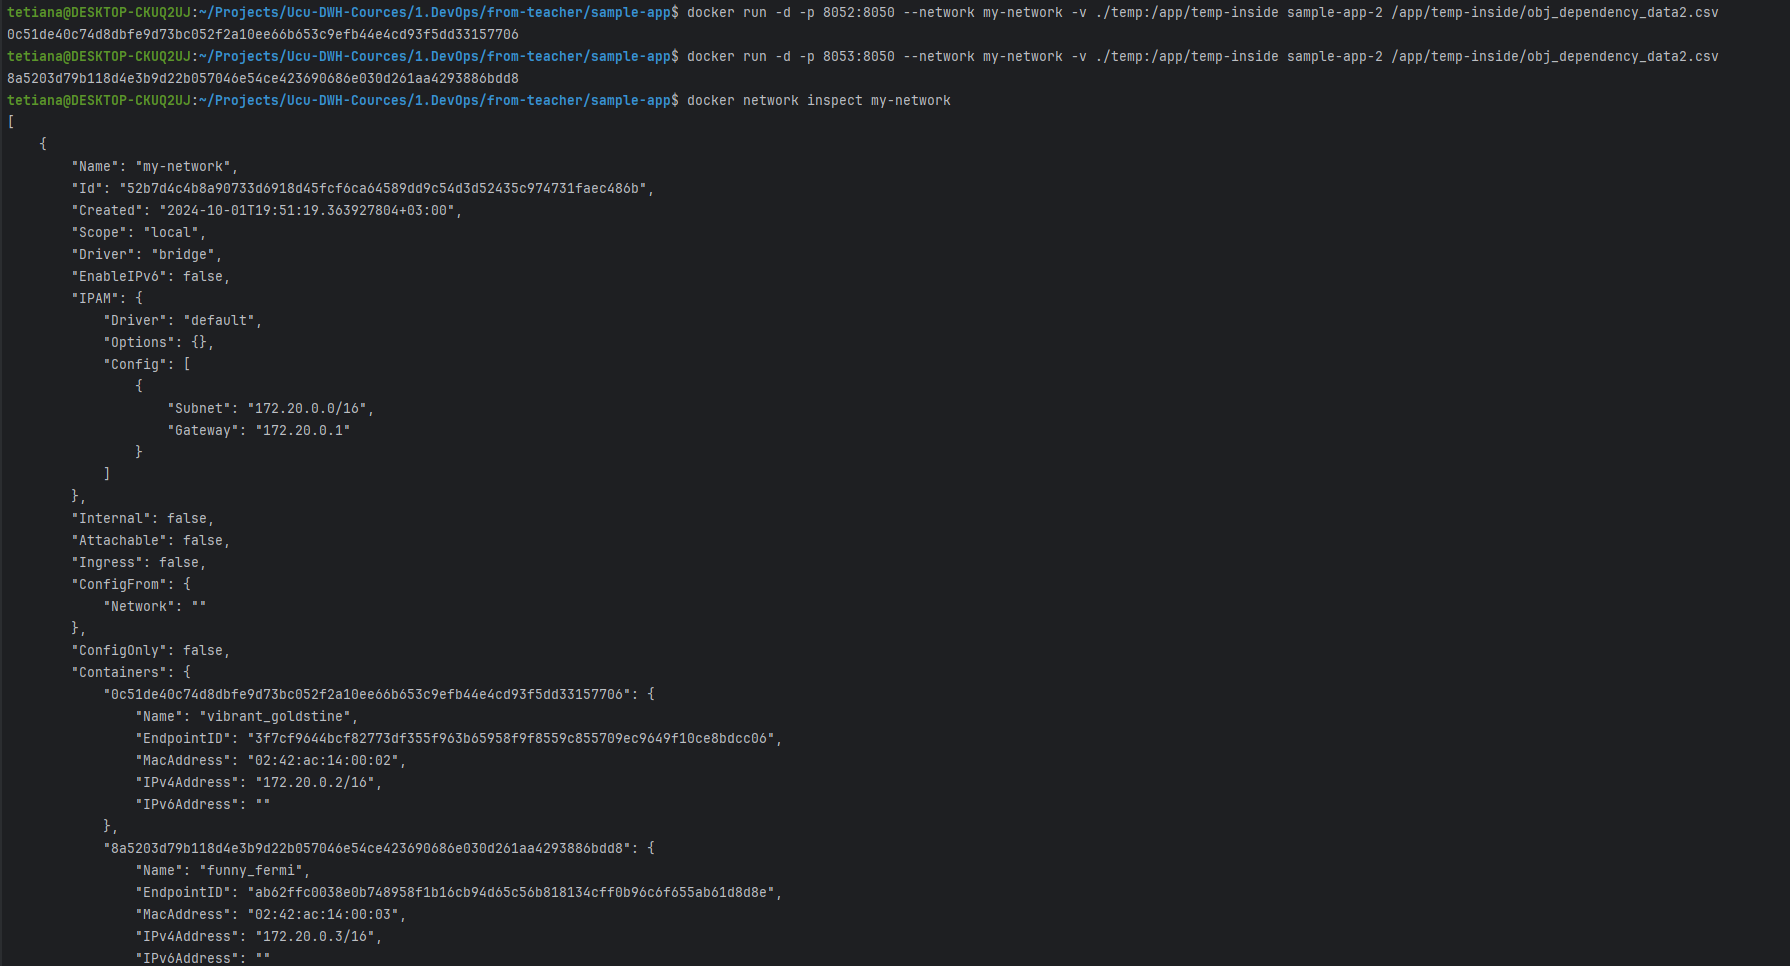 tetiana@DESKTOP-CKUQ2UJ:~/Projects/Ucu-DWH-Cources/1.DevOps/from-teacher/sample-app$ docker run -d -p 8052:8050 --network my-network -v ./temp:/app/temp-inside sample-app-2 /app/temp-inside/obj_dependency_data2.csv
0c51de40c74d8dbfe9d73bc052f2a10ee66b653c9efb44e4cd93f5dd33157706
tetiana@DESKTOP-CKUQ2UJ:~/Projects/Ucu-DWH-Cources/1.DevOps/from-teacher/sample-app$ docker run -d -p 8053:8050 --network my-network -v ./temp:/app/temp-inside sample-app-2 /app/temp-inside/obj_dependency_data2.csv
8a5203d79b118d4e3b9d22b057046e54ce423690686e030d261aa4293886bdd8
tetiana@DESKTOP-CKUQ2UJ:~/Projects/Ucu-DWH-Cources/1.DevOps/from-teacher/sample-app$ docker network inspect my-network
[
    {
        "Name": "my-network",
        "Id": "52b7d4c4b8a90733d6918d45fcf6ca64589dd9c54d3d52435c974731faec486b",
        "Created": "2024-10-01T19:51:19.363927804+03:00",
        "Scope": "local",
        "Driver": "bridge",
        "EnableIPv6": false,
        "IPAM": {
            "Driver": "default",
            "Options": {},
            "Config": [
                {
                    "Subnet": "172.20.0.0/16",
                    "Gateway": "172.20.0.1"
                }
            ]
        },
        "Internal": false,
        "Attachable": false,
        "Ingress": false,
        "ConfigFrom": {
            "Network": ""
        },
        "ConfigOnly": false,
        "Containers": {
            "0c51de40c74d8dbfe9d73bc052f2a10ee66b653c9efb44e4cd93f5dd33157706": {
                "Name": "vibrant_goldstine",
                "EndpointID": "3f7cf9644bcf82773df355f963b65958f9f8559c855709ec9649f10ce8bdcc06",
                "MacAddress": "02:42:ac:14:00:02",
                "IPv4Address": "172.20.0.2/16",
                "IPv6Address": ""
            },
            "8a5203d79b118d4e3b9d22b057046e54ce423690686e030d261aa4293886bdd8": {
                "Name": "funny_fermi",
                "EndpointID": "ab62ffc0038e0b748958f1b16cb94d65c56b818134cff0b96c6f655ab61d8d8e",
                "MacAddress": "02:42:ac:14:00:03",
                "IPv4Address": "172.20.0.3/16",
                "IPv6Address": ""